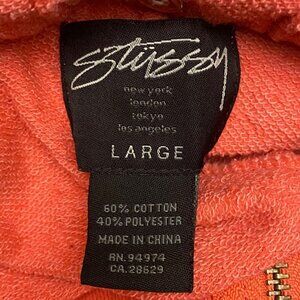 Stüssy
new york
london
tokyo
los angeles
LARGE
60% COTTON
40% POLYESTER
MADE IN CHINA
RN. 94974
CA. 28629